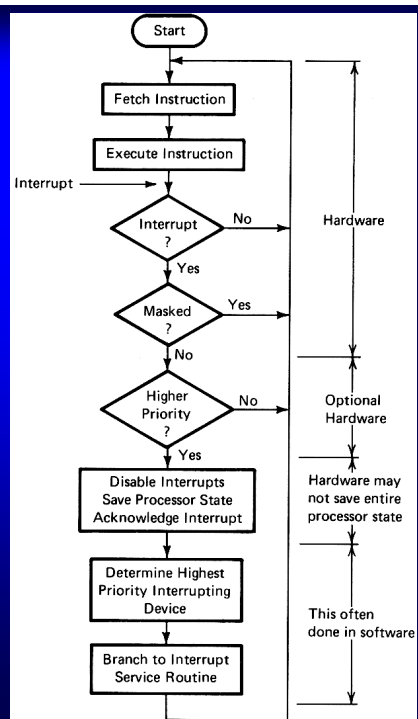 Start
Fetch Instruction
Execute Instruction
Interrupt
Interrupt
?
No
Yes
Masked
?
Yes
No
Higher
Priority
?
No
Yes
Disable Interrupts
Save Processor State
Acknowledge Interrupt
Determine Highest
Priority Interrupting
Device
Branch to Interrupt
Service Routine
Hardware
Optional
Hardware
Hardware may
not save entire
processor state
This often
done in software